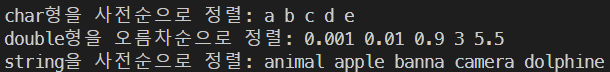 char형을 사전순으로 정렬: a b c d e
double형을 오름차순으로 정렬: 0.001 0.01 0.9 3 5.5
string을 사전순으로 정렬: animal apple banna camera dolphine